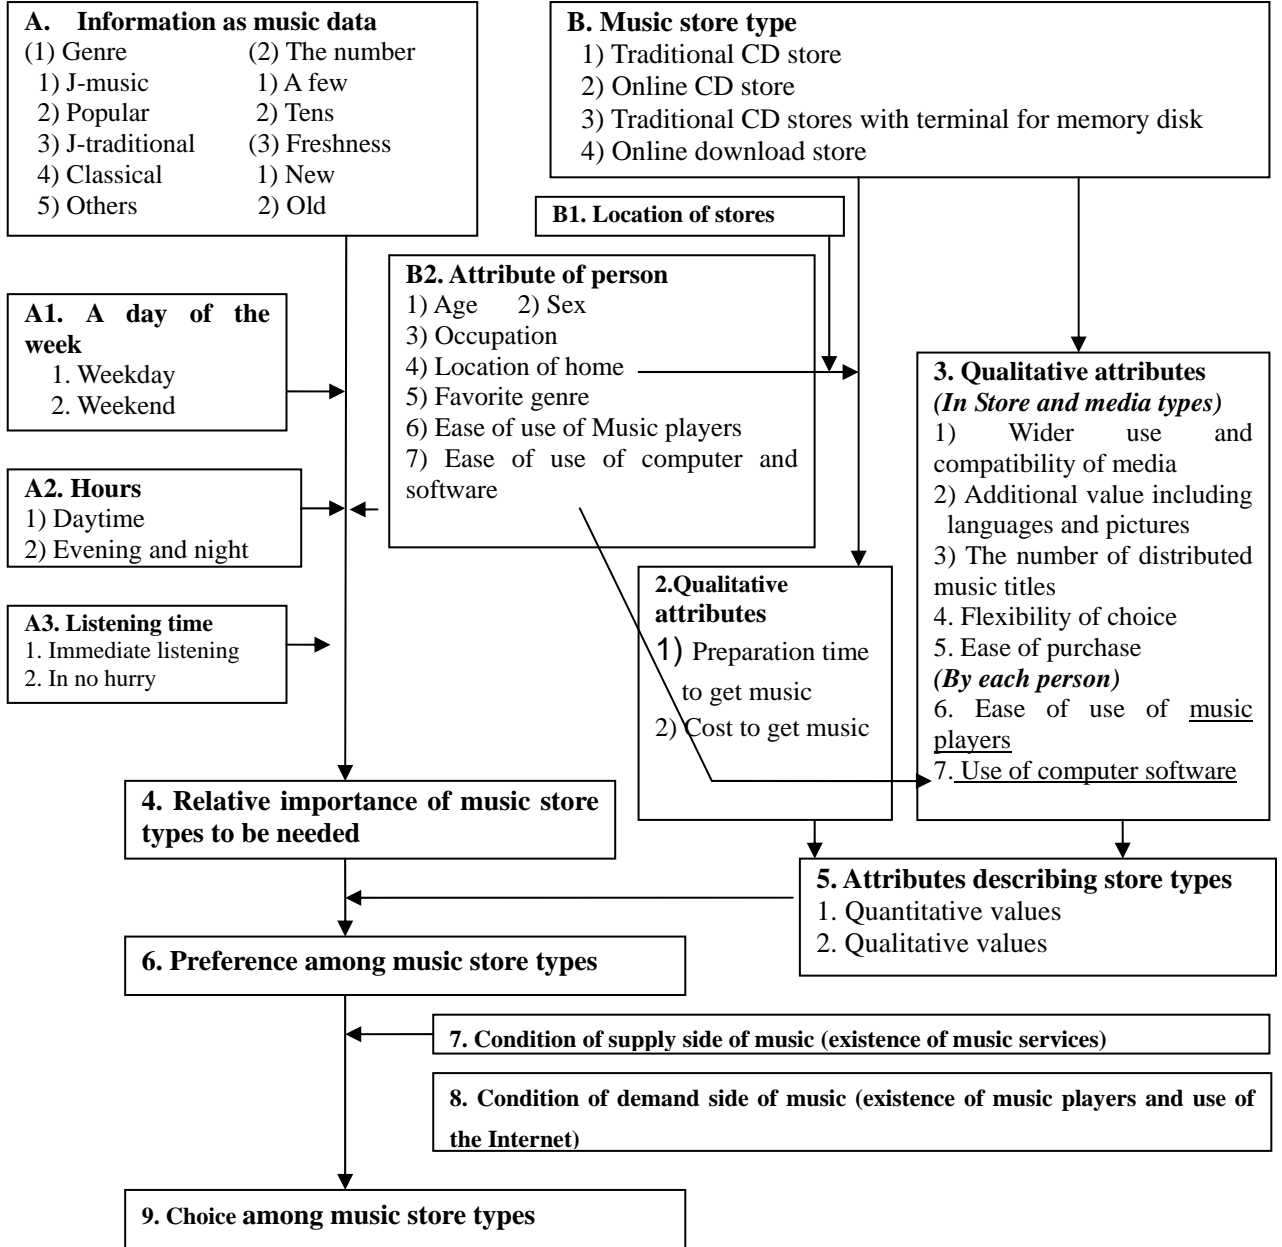 A. Information as music data
(1) Genre (2) The number
1) J-music 1) A few
2) Popular 2) Tens
3) J-traditional (3) Freshness
4) Classical 1) New
5) Others 2) Old
B. Music store type
1) Traditional CD store
2) Online CD store
3) Traditional CD stores with terminal for memory disk
4) Online download store
B1. Location of stores
B2. Attribute of person
1) Age 2) Sex
3) Occupation
4) Location of home
5) Favorite genre
6) Ease of use of Music players
7) Ease of use of computer and
software
A1. A day of the
week
1. Weekday
2. Weekend
A2. Hours
1) Daytime
2) Evening and night
A3. Listening time
1. Immediate listening
2. In no hurry
2.Qualitative
attributes
1) Preparation time
to get music
2) Cost to get music
3. Qualitative attributes
(In Store and media types)
1) Wider use and
compatibility of media
2) Additional value including
languages and pictures
3) The number of distributed
music titles
4. Flexibility of choice
5. Ease of purchase
(By each person)
6. Ease of use of music
players
7. Use of computer software
4. Relative importance of music store
types to be needed
5. Attributes describing store types
1. Quantitative values
2. Qualitative values
6. Preference among music store types
7. Condition of supply side of music (existence of music services)
8. Condition of demand side of music (existence of music players and use of
the Internet)
9. Choice among music store types